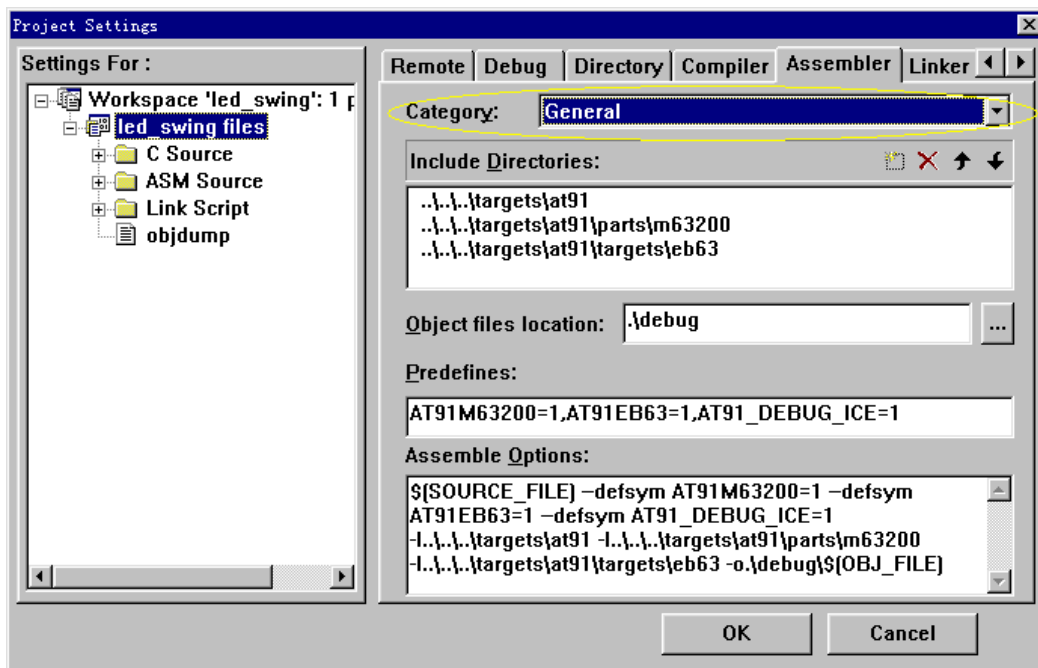 Project Settings
Settings For :
Workspace 'led_swing': 1 p
led_swing files
C Source
ASM Source
Link Script
objdump
Remote
Debug
Directory
Compiler
Assembler
Linker
Category:
General
Include Directories:
..\..\..\targets\at91
..\..\..\targets\at91\parts\m63200
..\..\..\targets\at91\targets\eb63
Object files location:
.\debug
...
Predefines:
AT91M63200=1,AT91EB63=1,AT91_DEBUG_ICE=1
Assemble Options:
$(SOURCE_FILE) –defsym AT91M63200=1 –defsym
AT91EB63=1 –defsym AT91_DEBUG_ICE=1
-I..\..\..\targets\at91 -I..\..\..\targets\at91\parts\m63200
-I..\..\..\targets\at91\targets\eb63 -o.\debug\$(OBJ_FILE)
OK
Cancel